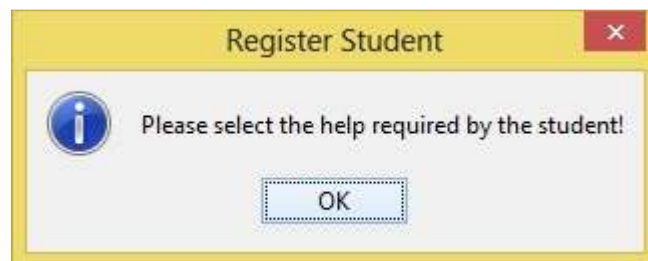 Register Student
Please select the help required by the student!
OK